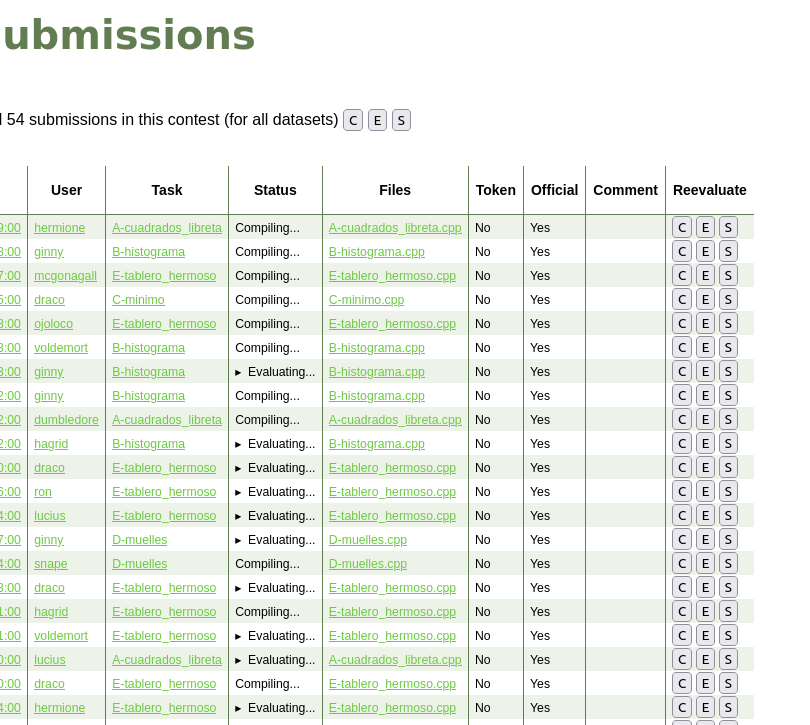 ubmissions
54 submissions in this contest (for all datasets) C E S
User Task Status Files Token Official Comment Reevaluate
9:00 hermione A-cuadrados_libreta Compiling... A-cuadrados_libreta.cpp No Yes C E S
8:00 ginny B-histograma Compiling... B-histograma.cpp No Yes C E S
7:00 mcgonagall E-tablero_hermoso Compiling... E-tablero_hermoso.cpp No Yes C E S
5:00 draco C-minimo Compiling... C-minimo.cpp No Yes C E S
8:00 ojoloco E-tablero_hermoso Compiling... E-tablero_hermoso.cpp No Yes C E S
3:00 voldemort B-histograma Compiling... B-histograma.cpp No Yes C E S
3:00 ginny B-histograma ► Evaluating... B-histograma.cpp No Yes C E S
2:00 ginny B-histograma Compiling... B-histograma.cpp No Yes C E S
2:00 dumbledore A-cuadrados_libreta Compiling... A-cuadrados_libreta.cpp No Yes C E S
2:00 hagrid B-histograma ► Evaluating... B-histograma.cpp No Yes C E S
0:00 draco E-tablero_hermoso ► Evaluating... E-tablero_hermoso.cpp No Yes C E S
6:00 ron E-tablero_hermoso ► Evaluating... E-tablero_hermoso.cpp No Yes C E S
4:00 lucius E-tablero_hermoso ► Evaluating... E-tablero_hermoso.cpp No Yes C E S
7:00 ginny D-muelles ► Evaluating... D-muelles.cpp No Yes C E S
4:00 snape D-muelles Compiling... D-muelles.cpp No Yes C E S
3:00 draco E-tablero_hermoso ► Evaluating... E-tablero_hermoso.cpp No Yes C E S
1:00 hagrid E-tablero_hermoso Compiling... E-tablero_hermoso.cpp No Yes C E S
1:00 voldemort E-tablero_hermoso ► Evaluating... E-tablero_hermoso.cpp No Yes C E S
0:00 lucius A-cuadrados_libreta ► Evaluating... A-cuadrados_libreta.cpp No Yes C E S
0:00 draco E-tablero_hermoso Compiling... E-tablero_hermoso.cpp No Yes C E S
4:00 hermione E-tablero_hermoso ► Evaluating... E-tablero_hermoso.cpp No Yes C E S